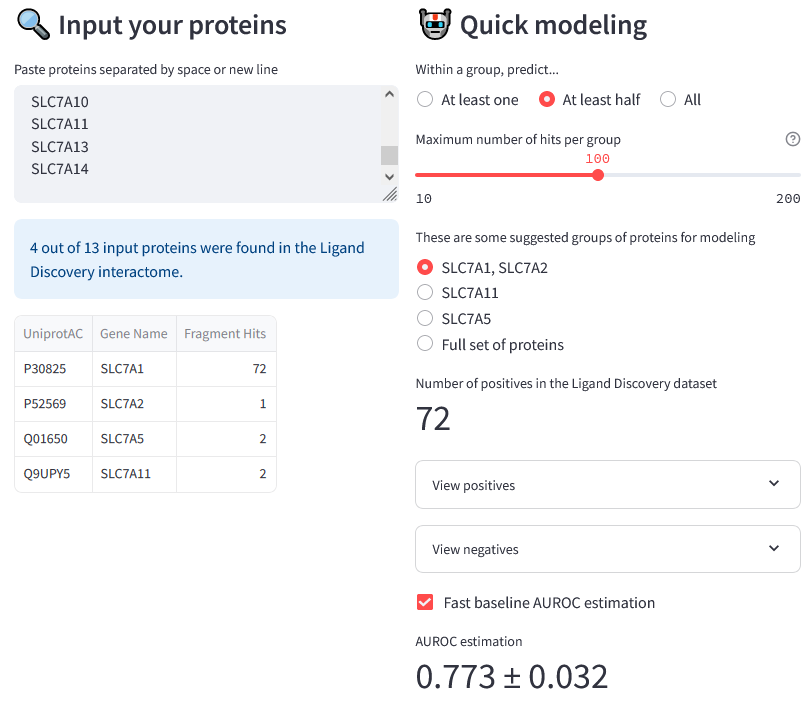 Input your proteins
Paste proteins separated by space or new line
SLC7A10
SLC7A11
SLC7A13
SLC7A14
4 out of 13 input proteins were found in the Ligand
Discovery interactome.
UniprotAC Gene Name Fragment Hits
P30825 SLC7A1 72
P52569 SLC7A2 1
Q01650 SLC7A5 2
Q9UPY5 SLC7A11 2
Quick modeling
Within a group, predict...
At least one At least half All
Maximum number of hits per group
100
10 200
These are some suggested groups of proteins for modeling
SLC7A1, SLC7A2
SLC7A11
SLC7A5
Full set of proteins
Number of positives in the Ligand Discovery dataset
72
View positives
View negatives
Fast baseline AUROC estimation
AUROC estimation
0.773 ± 0.032